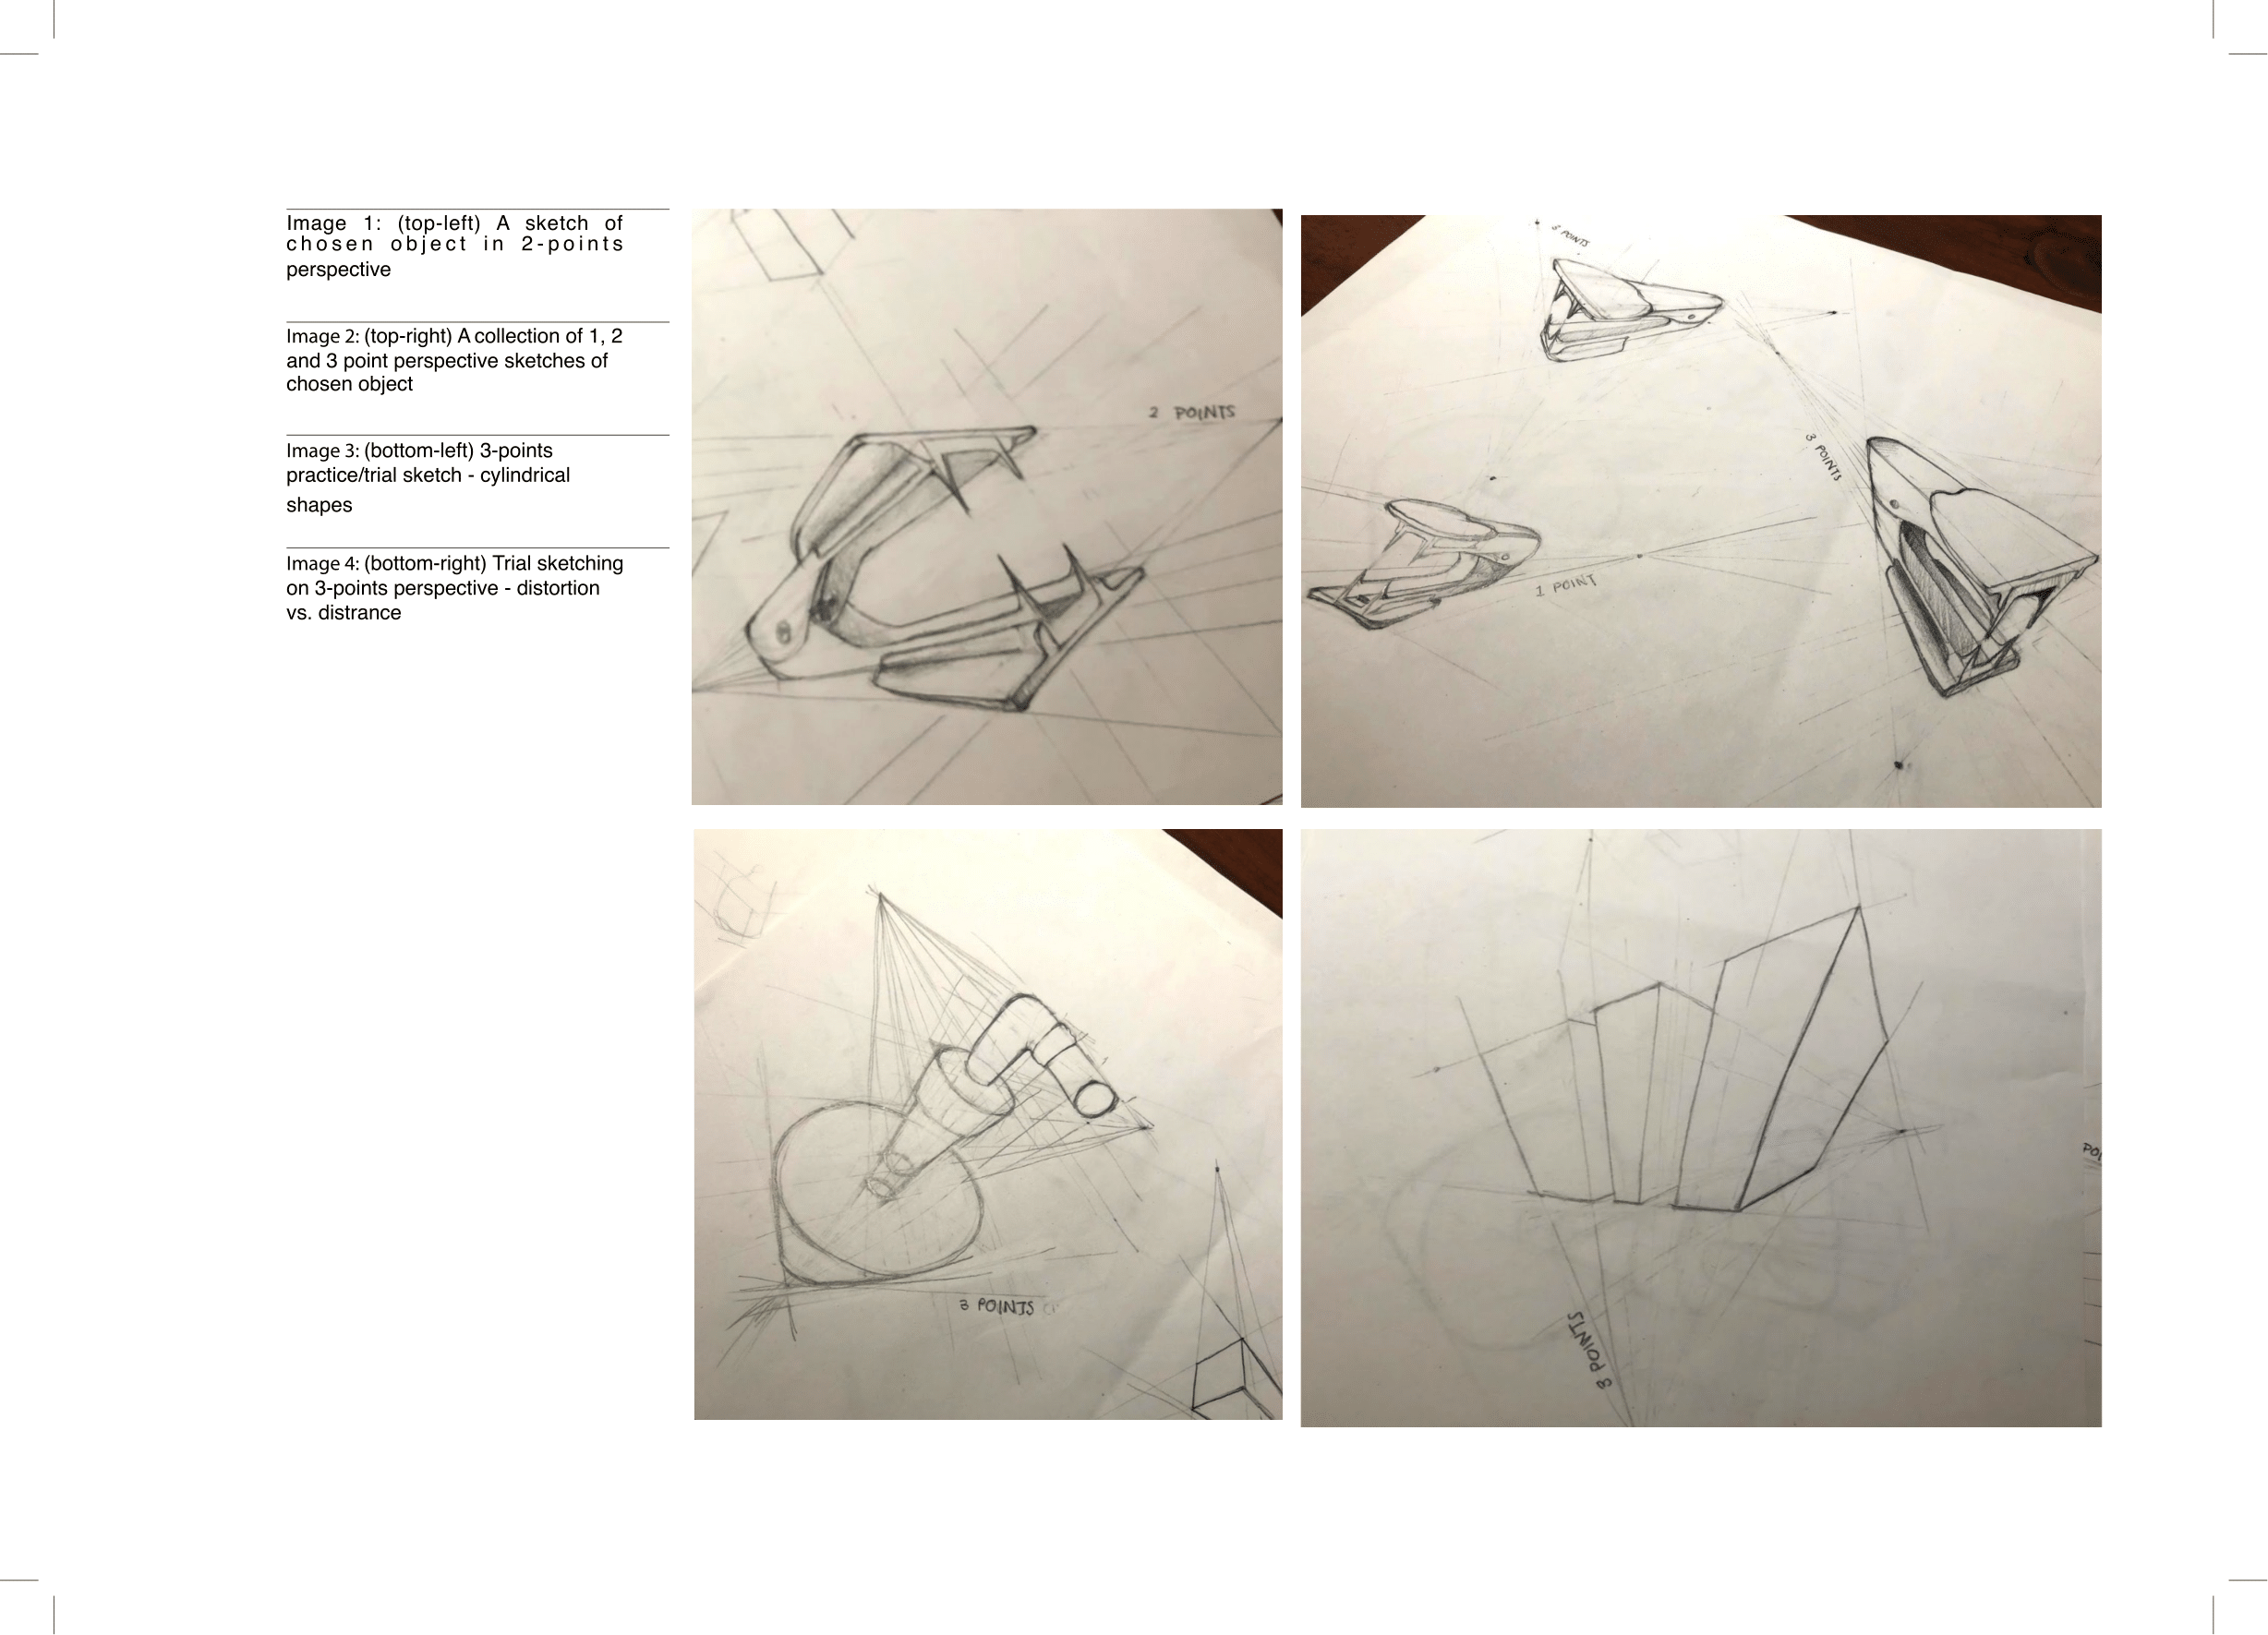 Image 1: (top-left) A sketch of
chosen object in 2-points
perspective
Image 2: (top-right) A collection of 1, 2
and 3 point perspective sketches of
chosen object
Image 3: (bottom-left) 3-points
practice/trial sketch - cylindrical
shapes
Image 4: (bottom-right) Trial sketching
on 3-points perspective - distortion
vs. distrance
2 POINTS
3 POINTS
3 POINTS
1 POINT
3 POINTS
3 POINTS